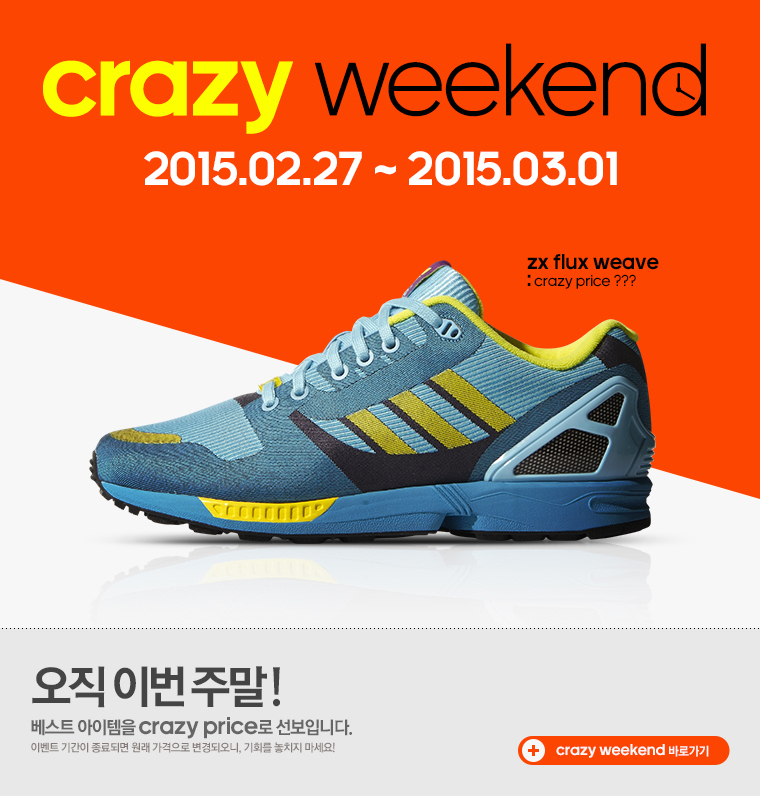 crazy weekend
2015.02.27 ~ 2015.03.01
zx flux weave
: crazy price ???
오직 이번 주말!
베스트 아이템을 crazy price로 선보입니다.
이벤트 기간이 종료되면 원래 가격으로 변경되오니, 기회를 놓치지 마세요!
crazy weekend 바로가기